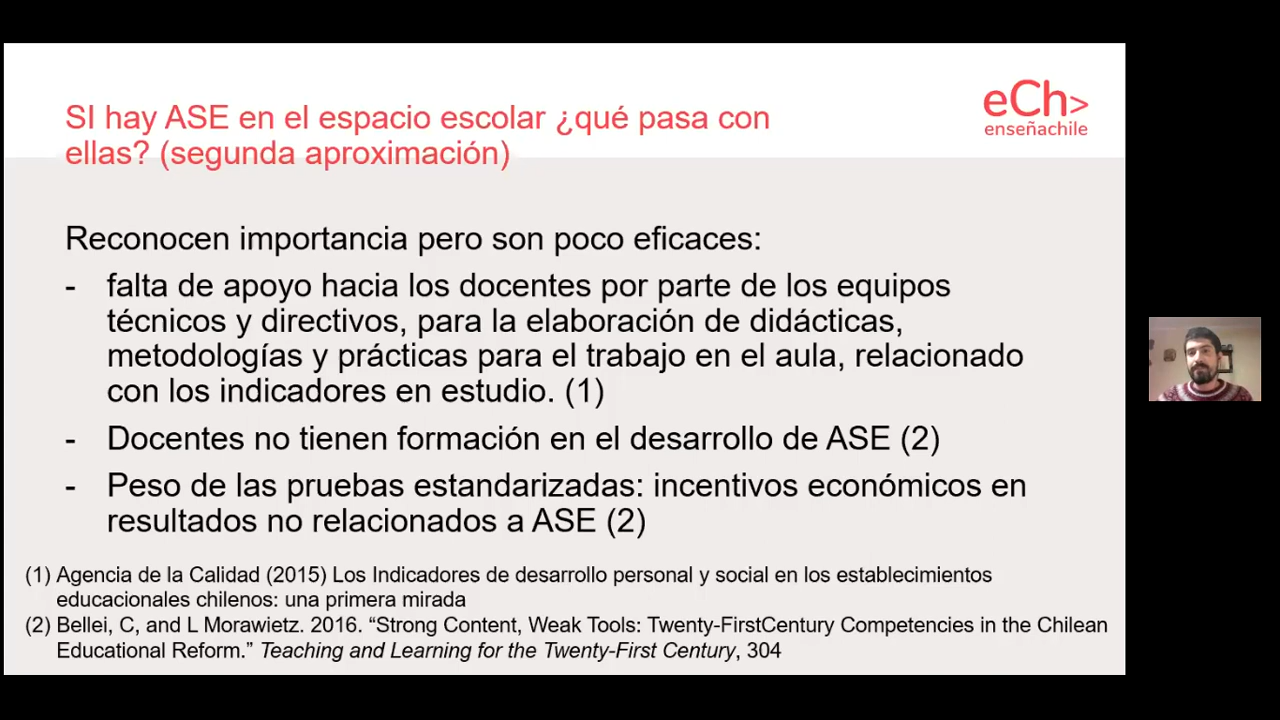 SI hay ASE en el espacio escolar ¿qué pasa con
ellas? (segunda aproximación)
eCh>
enseñachile
Reconocen importancia pero son poco eficaces:
- falta de apoyo hacia los docentes por parte de los equipos
técnicos y directivos, para la elaboración de didácticas,
metodologías y prácticas para el trabajo en el aula, relacionado
con los indicadores en estudio. (1)
- Docentes no tienen formación en el desarrollo de ASE (2)
- Peso de las pruebas estandarizadas: incentivos económicos en
resultados no relacionados a ASE (2)
(1) Agencia de la Calidad (2015) Los Indicadores de desarrollo personal y social en los establecimientos
educacionales chilenos: una primera mirada
(2) Bellei, C, and L Morawietz. 2016. “Strong Content, Weak Tools: Twenty-FirstCentury Competencies in the Chilean
Educational Reform.” Teaching and Learning for the Twenty-First Century, 304